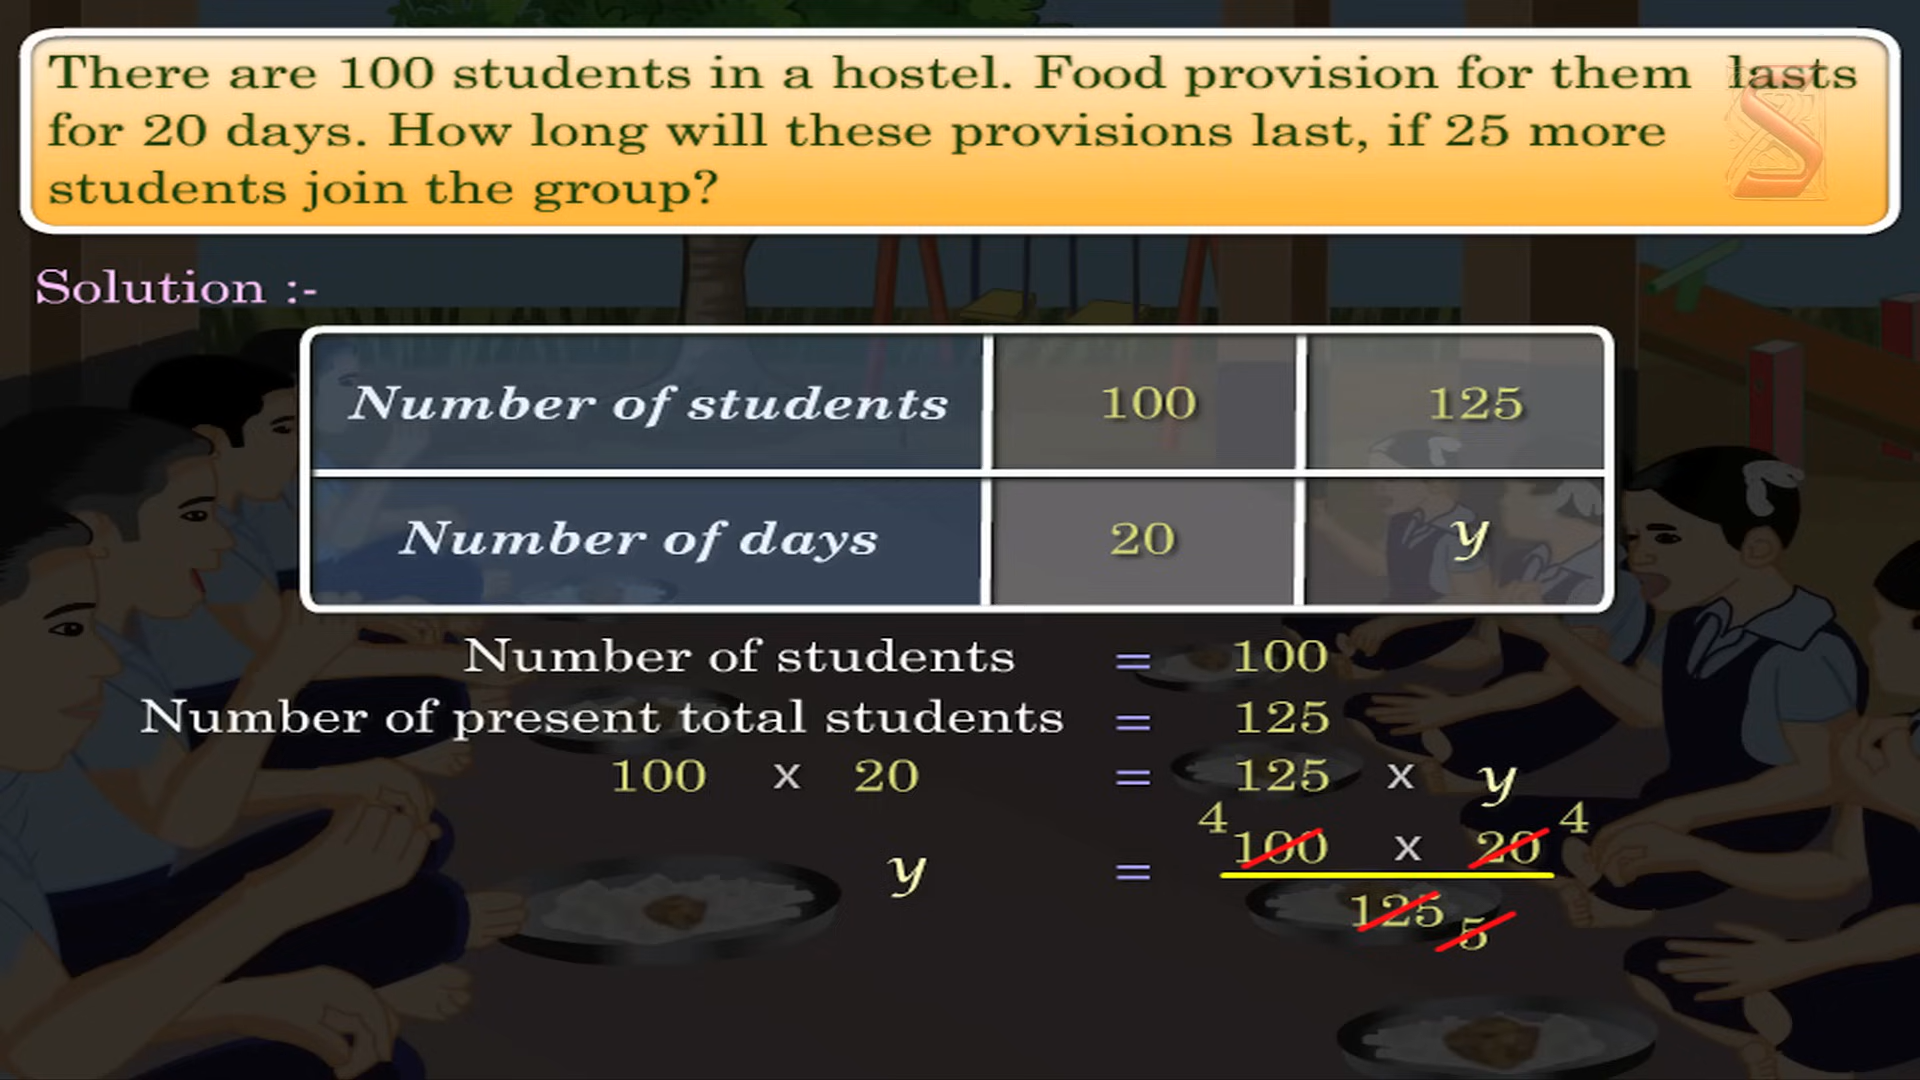 There are 100 students in a hostel. Food provision for them lasts
for 20 days. How long will these provisions last, if 25 more
students join the group?
Solution :-
Number of students 100 125
Number of days 20 y
Number of students = 100
Number of present total students = 125
100 x 20 = 125 x y
4 4
y = 100 x 20
125 5